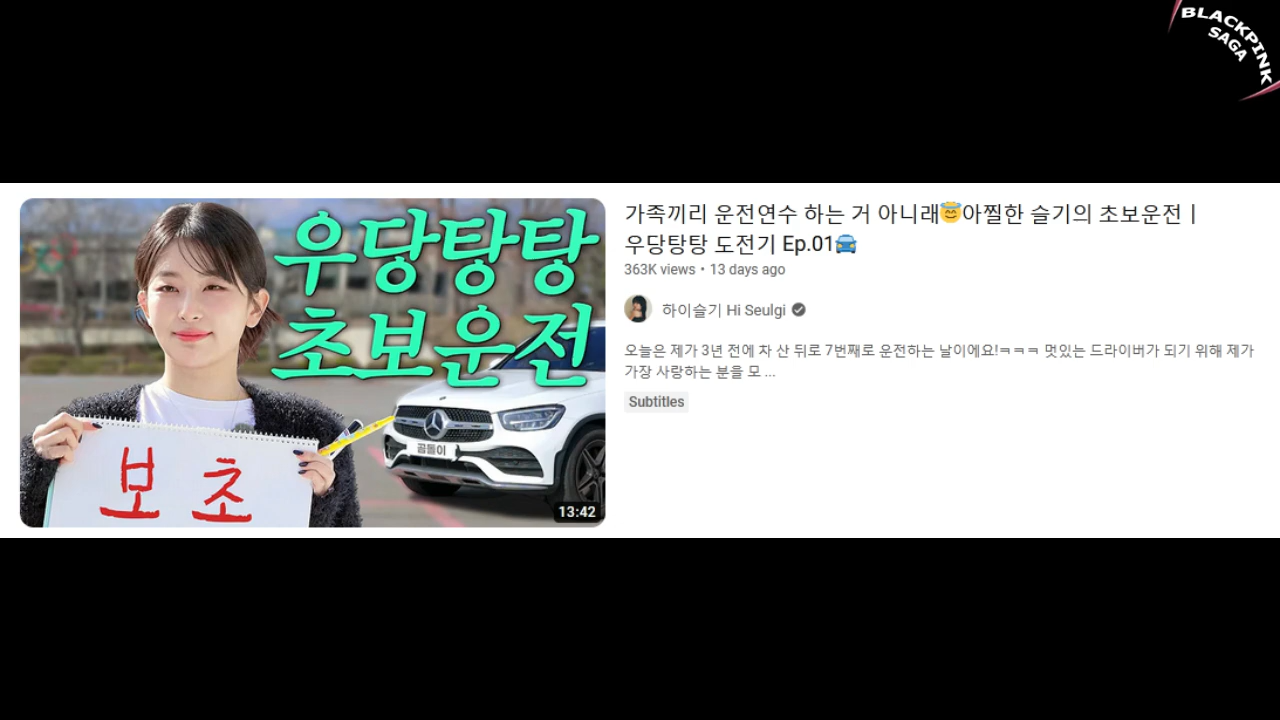 BLACKPINK
SAGA
우당탕탕
초보운전
보 초
곰돌이
13:42
가족끼리 운전연수 하는 거 아니래😇아찔한 슬기의 초보운전ㅣ
우당탕탕 도전기 Ep.01🚘
363K views • 13 days ago
하이슬기 Hi Seulgi
오늘은 제가 3년 전에 차 산 뒤로 7번째로 운전하는 날이에요!ㅋㅋㅋ 멋있는 드라이버가 되기 위해 제가
가장 사랑하는 분을 모 ...
Subtitles